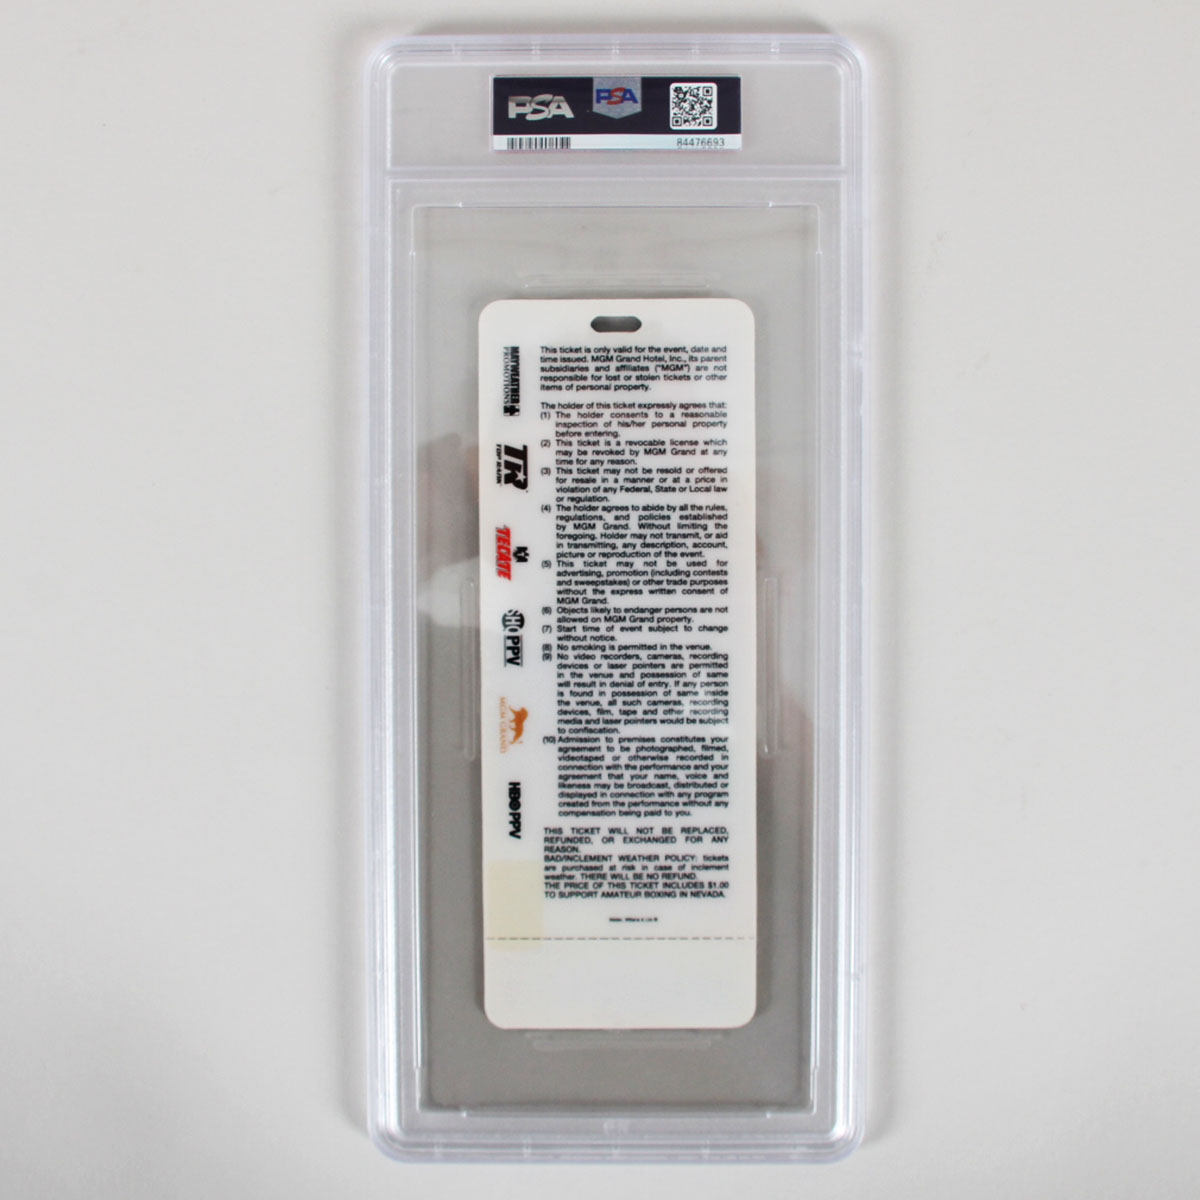 PSA
PSA
84476693
MAYWEATHER
PROMOTIONS
TR
TOP RANK
TECATE
SHO PPV
MGM GRAND
HBO PPV
This ticket is only valid for the event, date and
time issued. MGM Grand Hotel, Inc., its parent
subsidiaries and affiliates ("MGM") are not
responsible for lost or stolen tickets or other
items of personal property.
The holder of this ticket expressly agrees that:
(1) The holder consents to a reasonable
inspection of his/her personal property
before entering.
(2) This ticket is a revocable license which
may be revoked by MGM Grand at any
time for any reason.
(3) This ticket may not be resold or offered
for resale in a manner or at a price in
violation of any Federal, State or Local law
or regulation.
(4) The holder agrees to abide by all the rules,
regulations, and policies established
by MGM Grand. Without limiting the
foregoing. Holder may not transmit, or aid
in transmitting, any description, account,
picture or reproduction of the event.
(5) This ticket may not be used for
advertising, promotion (including contests
and sweepstakes) or other trade purposes
without the express written consent of
MGM Grand.
(6) Objects likely to endanger persons are not
allowed on MGM Grand property.
(7) Start time of event subject to change
without notice.
(8) No smoking is permitted in the venue.
(9) No video recorders, cameras, recording
devices or laser pointers are permitted
in the venue and possession of same
will result in denial of entry. If any person
is found in possession of same inside
the venue, all such cameras, recording
devices, film, tape and other recording
media and laser pointers would be subject
to confiscation.
(10) Admission to premises constitutes your
agreement to be photographed, filmed,
videotaped or otherwise recorded in
connection with the performance and your
agreement that your name, voice and
likeness may be broadcast, distributed or
displayed in connection with any program
created from the performance without any
compensation being paid to you.
THIS TICKET WILL NOT BE REPLACED,
REFUNDED, OR EXCHANGED FOR ANY
REASON.
BAD/INCLEMENT WEATHER POLICY: tickets
are purchased at risk in case of inclement
weather. THERE WILL BE NO REFUND.
THE PRICE OF THIS TICKET INCLUDES $1.00
TO SUPPORT AMATEUR BOXING IN NEVADA.